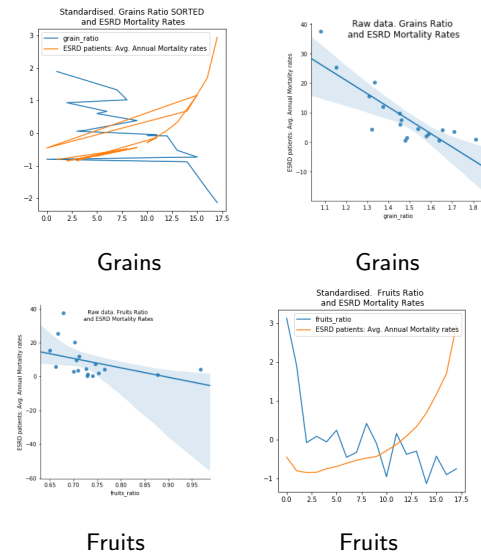 Standardised. Grains Ratio SORTED
and ESRD Mortality Rates
grain_ratio
ESRD patients: Avg. Annual Mortality rates
3
2
1
0
−1
−2
0.0 2.5 5.0 7.5 10.0 12.5 15.0 17.5
Raw data. Grains Ratio
and ESRD Mortality Rates
ESRD patients: Avg. Annual Mortality rates
40
30
20
10
0
−10
1.1 1.2 1.3 1.4 1.5 1.6 1.7 1.8
grain_ratio
Grains
Grains
Raw data. Fruits Ratio
and ESRD Mortality Rates
ESRD patients: Avg. Annual Mortality rates
40
20
0
−20
−40
−60
0.65 0.70 0.75 0.80 0.85 0.90 0.95
fruits_ratio
Standardised. Fruits Ratio
and ESRD Mortality Rates
fruits_ratio
ESRD patients: Avg. Annual Mortality rates
3
2
1
0
−1
0.0 2.5 5.0 7.5 10.0 12.5 15.0 17.5
Fruits
Fruits